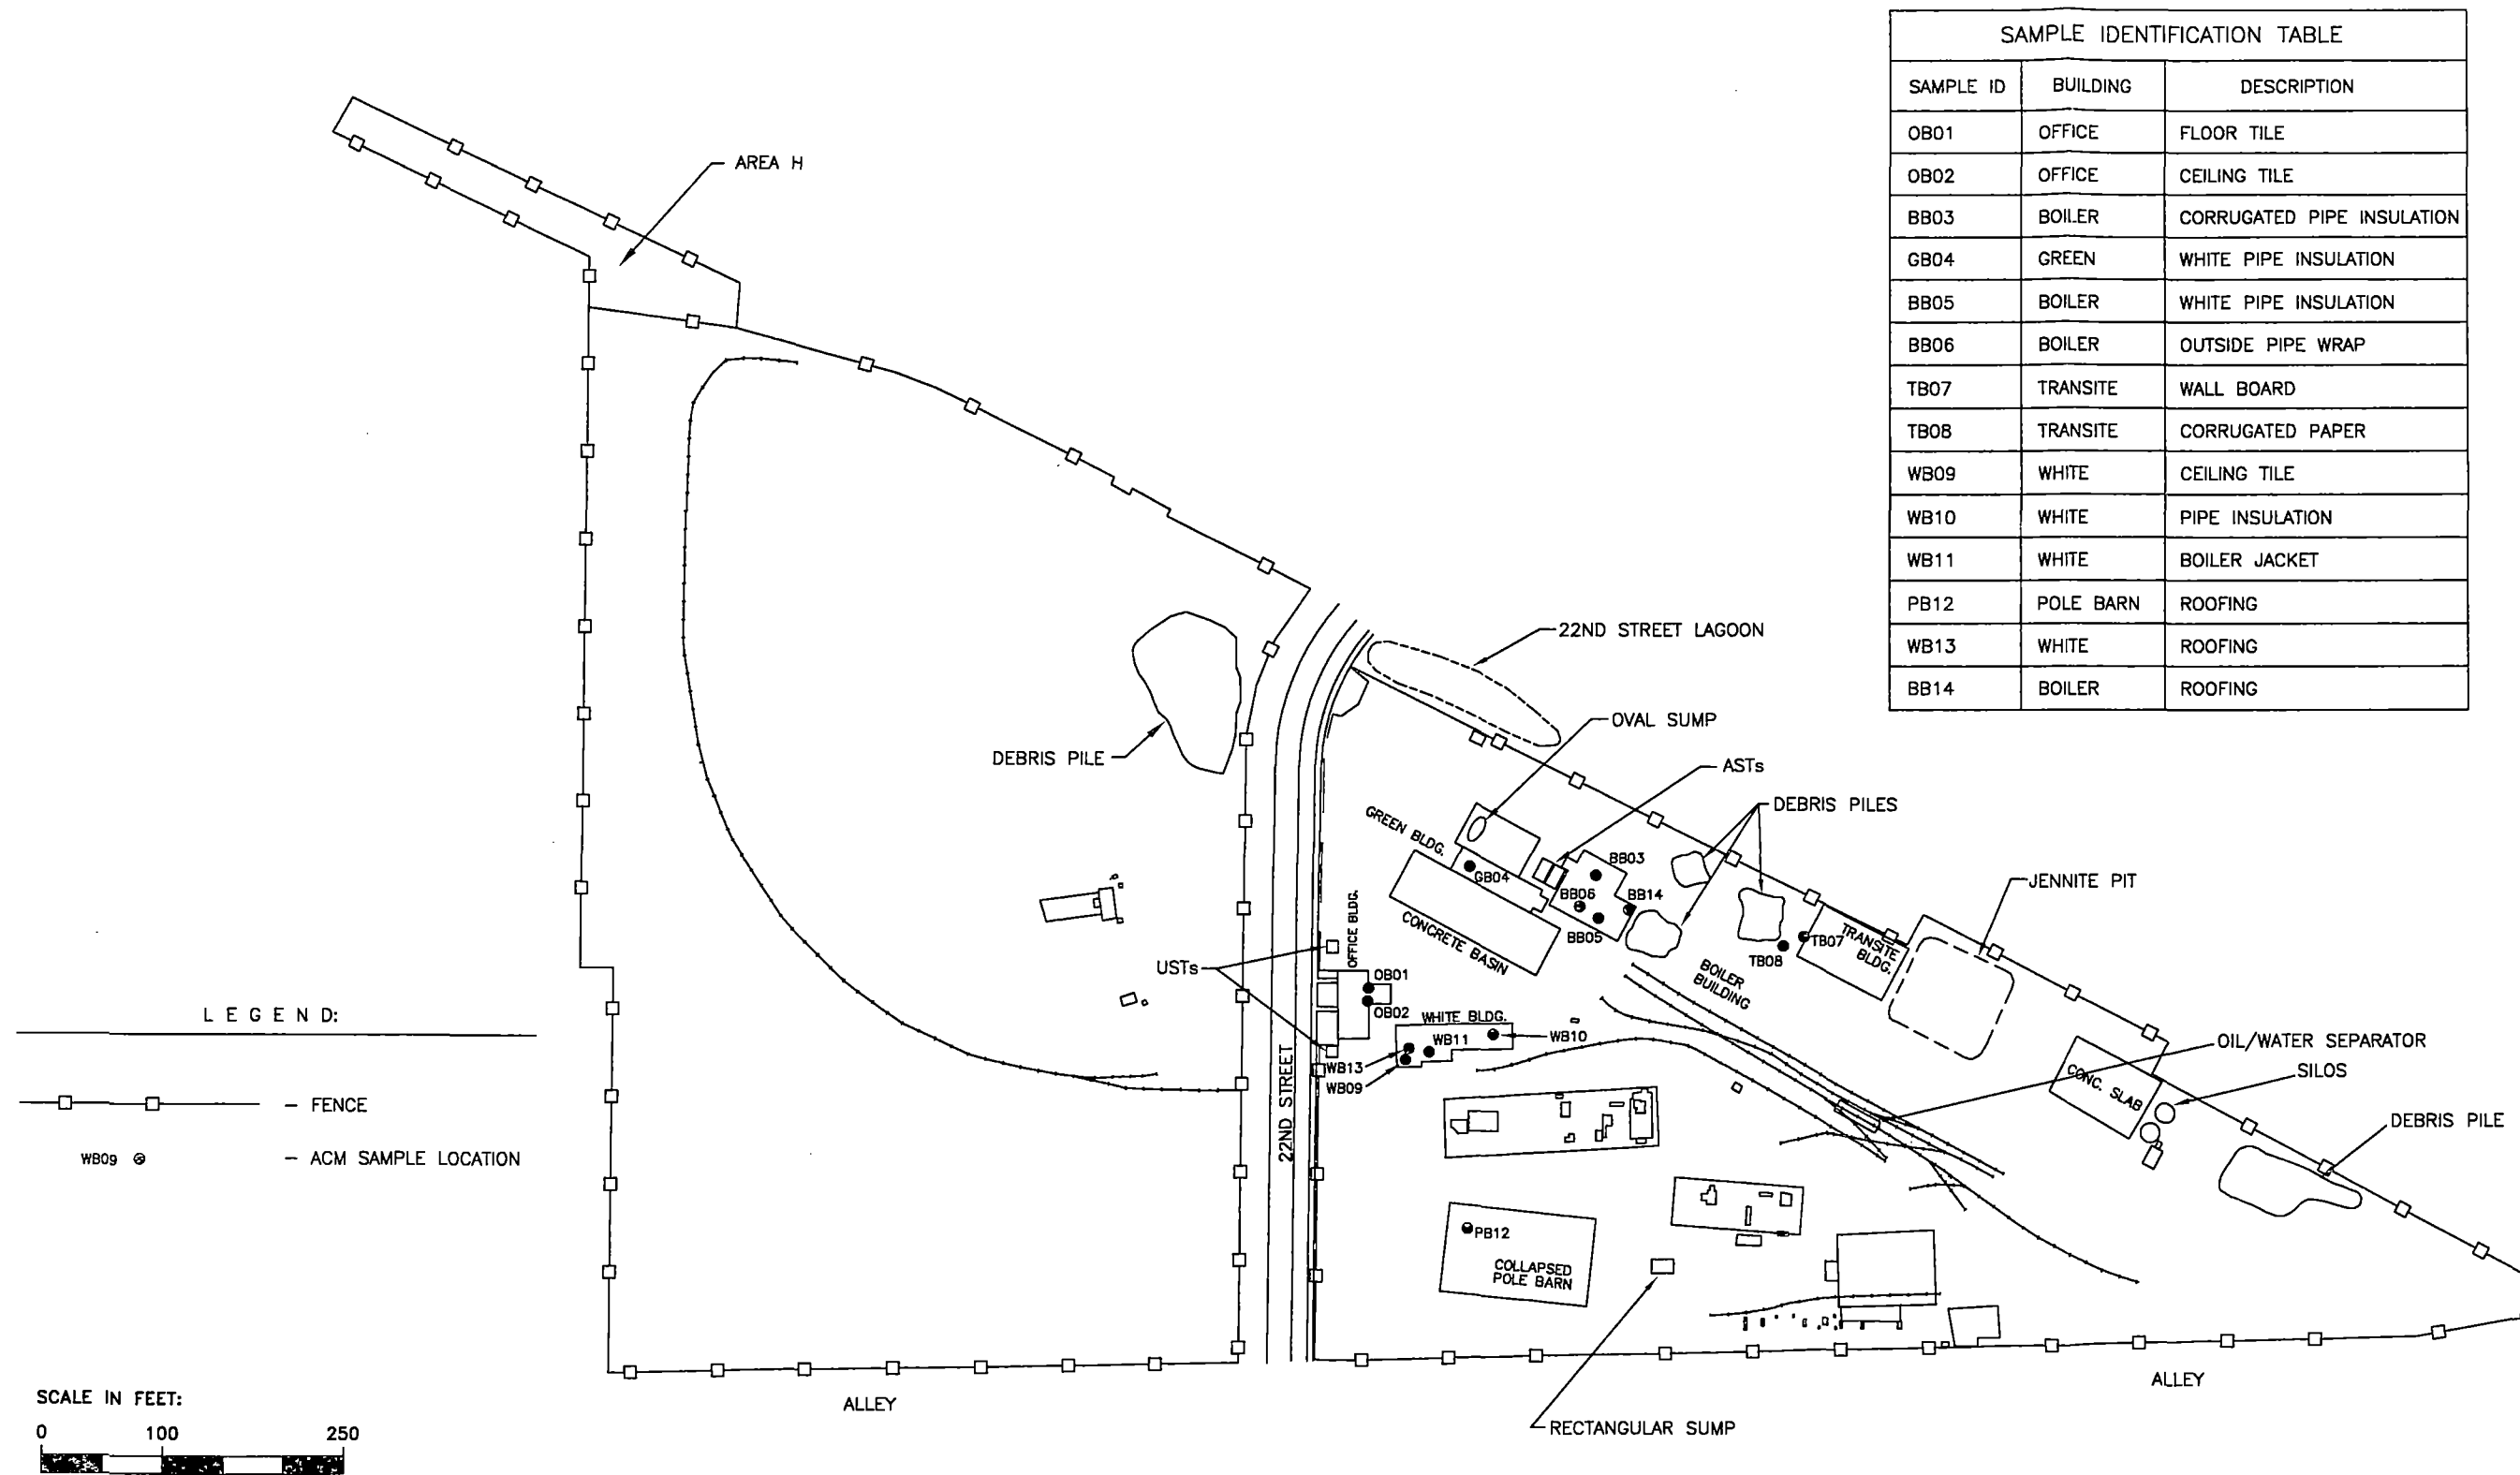 SAMPLE IDENTIFICATION TABLE
SAMPLE ID BUILDING DESCRIPTION
OB01 OFFICE FLOOR TILE
OB02 OFFICE CEILING TILE
BB03 BOILER CORRUGATED PIPE INSULATION
GB04 GREEN WHITE PIPE INSULATION
BB05 BOILER WHITE PIPE INSULATION
BB06 BOILER OUTSIDE PIPE WRAP
TB07 TRANSITE WALL BOARD
TB08 TRANSITE CORRUGATED PAPER
WB09 WHITE CEILING TILE
WB10 WHITE PIPE INSULATION
WB11 WHITE BOILER JACKET
PB12 POLE BARN ROOFING
WB13 WHITE ROOFING
BB14 BOILER ROOFING
AREA H
22ND STREET LAGOON
OVAL SUMP
DEBRIS PILE
ASTs
DEBRIS PILES
GREEN BLDG.
BB03
GB04
BB06
BB14
BB05
JENNITE PIT
CONCRETE BASIN
OFFICE BLDG.
TB07
TRANSITE
BLDG.
TB08
BOILER
BUILDING
USTs
OB01
OB02
WHITE BLDG.
WB10
WB11
WB13
WB09
22ND STREET
OIL/WATER SEPARATOR
SILOS
CONC. SLAB
DEBRIS PILE
PB12
COLLAPSED
POLE BARN
RECTANGULAR SUMP
ALLEY
ALLEY
LEGEND:
- FENCE
WB09 - ACM SAMPLE LOCATION
SCALE IN FEET:
0 100 250